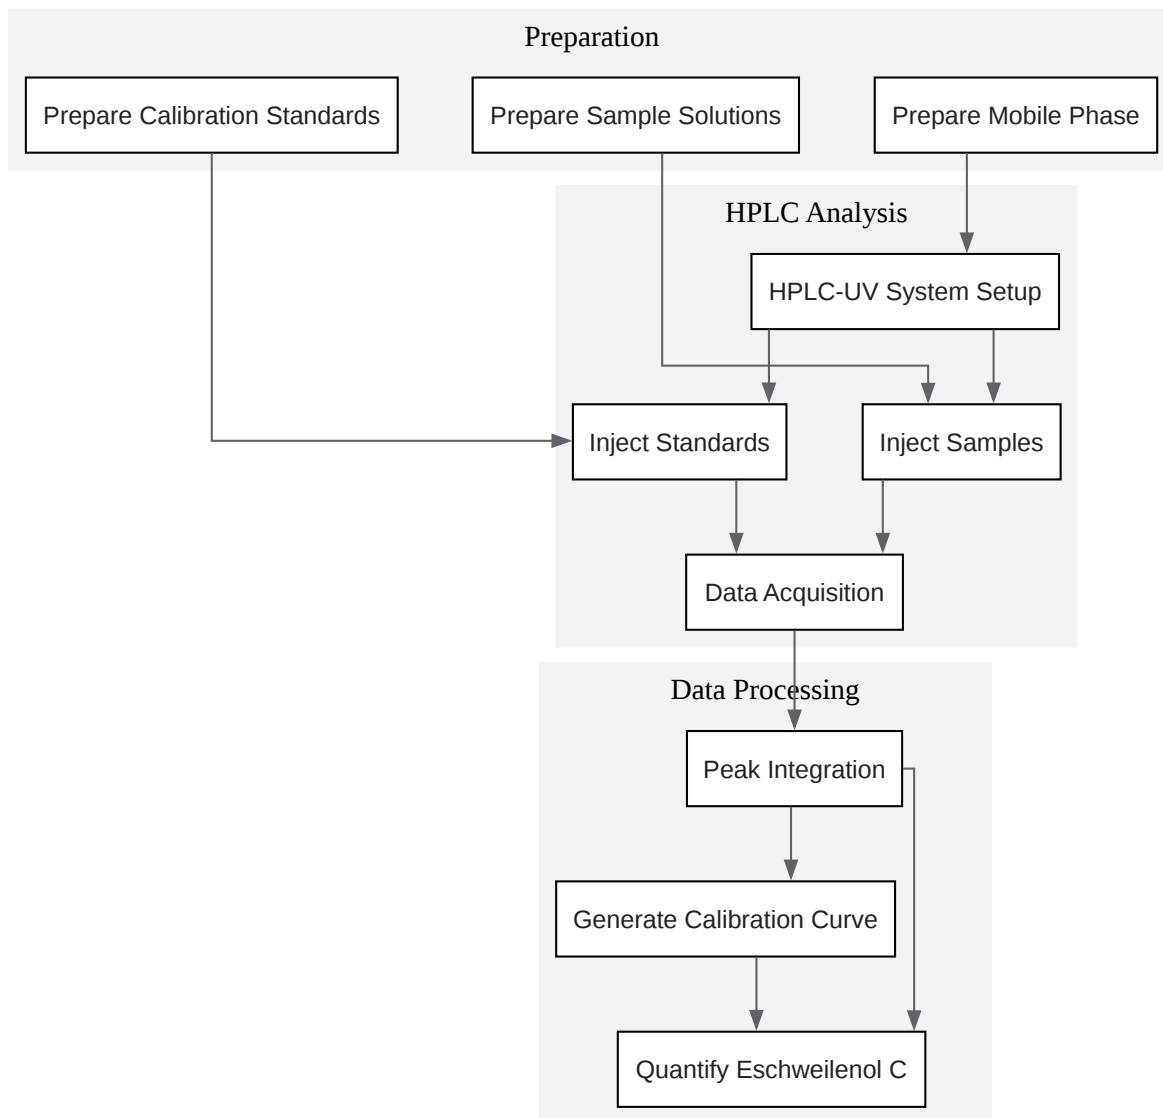 Preparation
Prepare Calibration Standards
Prepare Sample Solutions
Prepare Mobile Phase
HPLC Analysis
HPLC-UV System Setup
Inject Standards
Inject Samples
Data Acquisition
Data Processing
Peak Integration
Generate Calibration Curve
Quantify Eschweilenol C